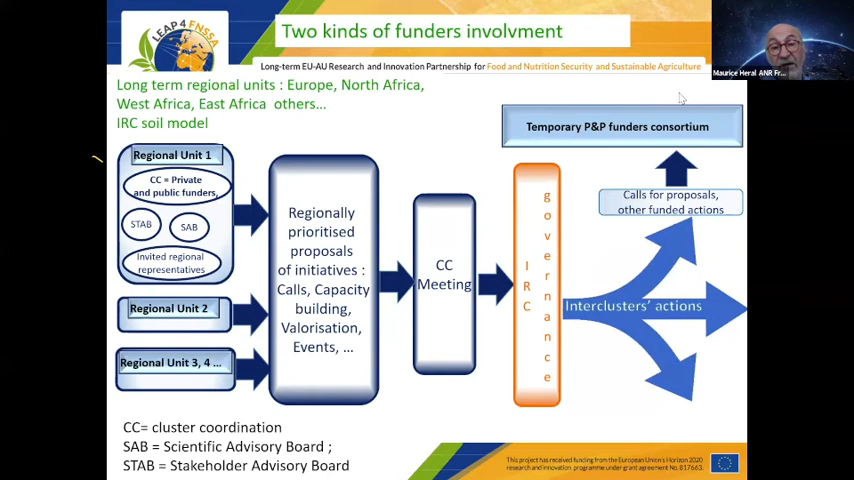 LEAP 4 FNSSA
Two kinds of funders involvment
Long-term EU-AU Research and Innovation Partnership for Food and Nutrition Security and Sustainable Agriculture
Maurice Heral ANR Fr...
Long term regional units : Europe, North Africa,
West Africa, East Africa others...
IRC soil model
Regional Unit 1
CC = Private
and public funders,
STAB
SAB
Invited regional
representatives
Regional Unit 2
Regional Unit 3, 4 ...
Regionally
prioritised
proposals
of initiatives :
Calls, Capacity
building,
Valorisation,
Events, ...
CC
Meeting
IRC
governance
Temporary P&P funders consortium
Calls for proposals,
other funded actions
Interclusters' actions
CC= cluster coordination
SAB = Scientific Advisory Board ;
STAB = Stakeholder Advisory Board
This project has received funding from the European Union's Horizon 2020
research and innovation programme under grant agreement No. 817663.